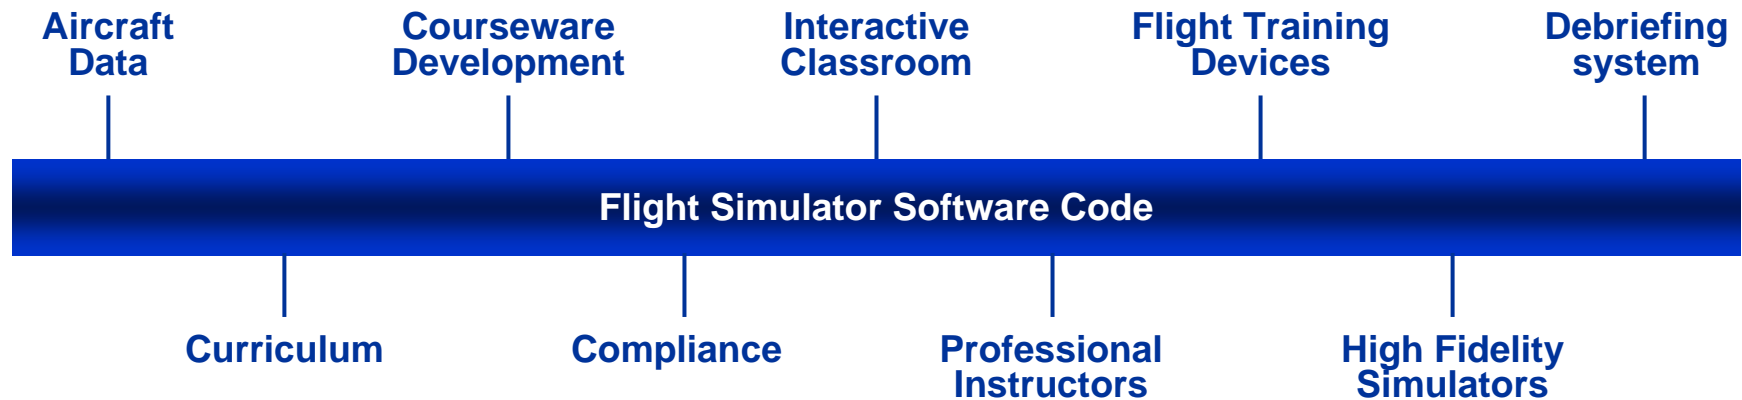 Aircraft
Data
Courseware
Development
Interactive
Classroom
Flight Training
Devices
Debriefing
system
Flight Simulator Software Code
Curriculum
Compliance
Professional
Instructors
High Fidelity
Simulators